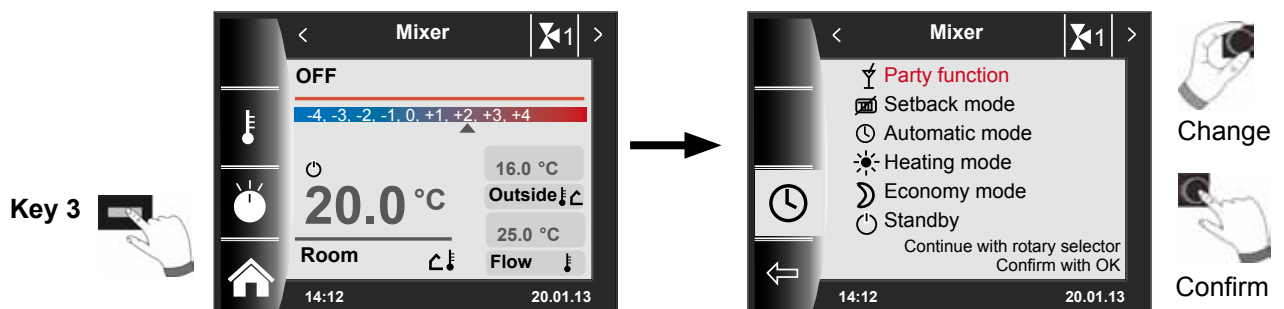 Key 3
< Mixer 1 >
OFF
-4, -3, -2, -1, 0, +1, +2, +3, +4
20.0 °C
Room
16.0 °C
Outside
25.0 °C
Flow
14:12 20.01.13
< Mixer 1 >
Party function
Setback mode
Automatic mode
Heating mode
Economy mode
Standby
Continue with rotary selector
Confirm with OK
14:12 20.01.13
Change
Confirm